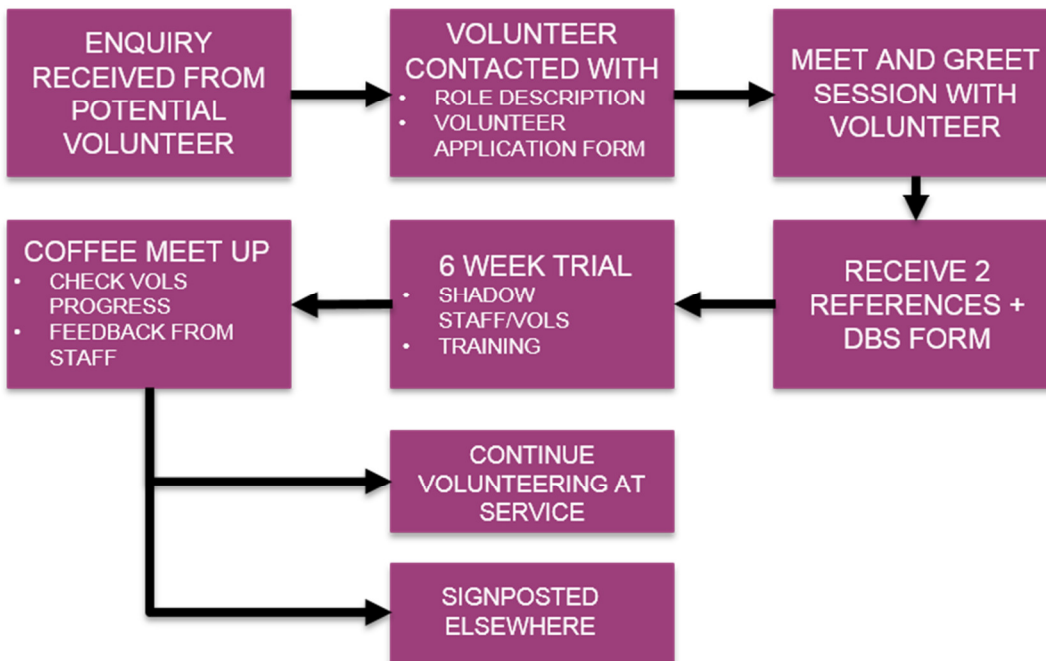 ENQUIRY
RECEIVED FROM
POTENTIAL
VOLUNTEER
VOLUNTEER
CONTACTED WITH
• ROLE DESCRIPTION
• VOLUNTEER
APPLICATION FORM
MEET AND GREET
SESSION WITH
VOLUNTEER
RECEIVE 2
REFERENCES +
DBS FORM
6 WEEK TRIAL
• SHADOW
STAFF/VOLS
• TRAINING
COFFEE MEET UP
• CHECK VOLS
PROGRESS
• FEEDBACK FROM
STAFF
CONTINUE
VOLUNTEERING AT
SERVICE
SIGNPOSTED
ELSEWHERE